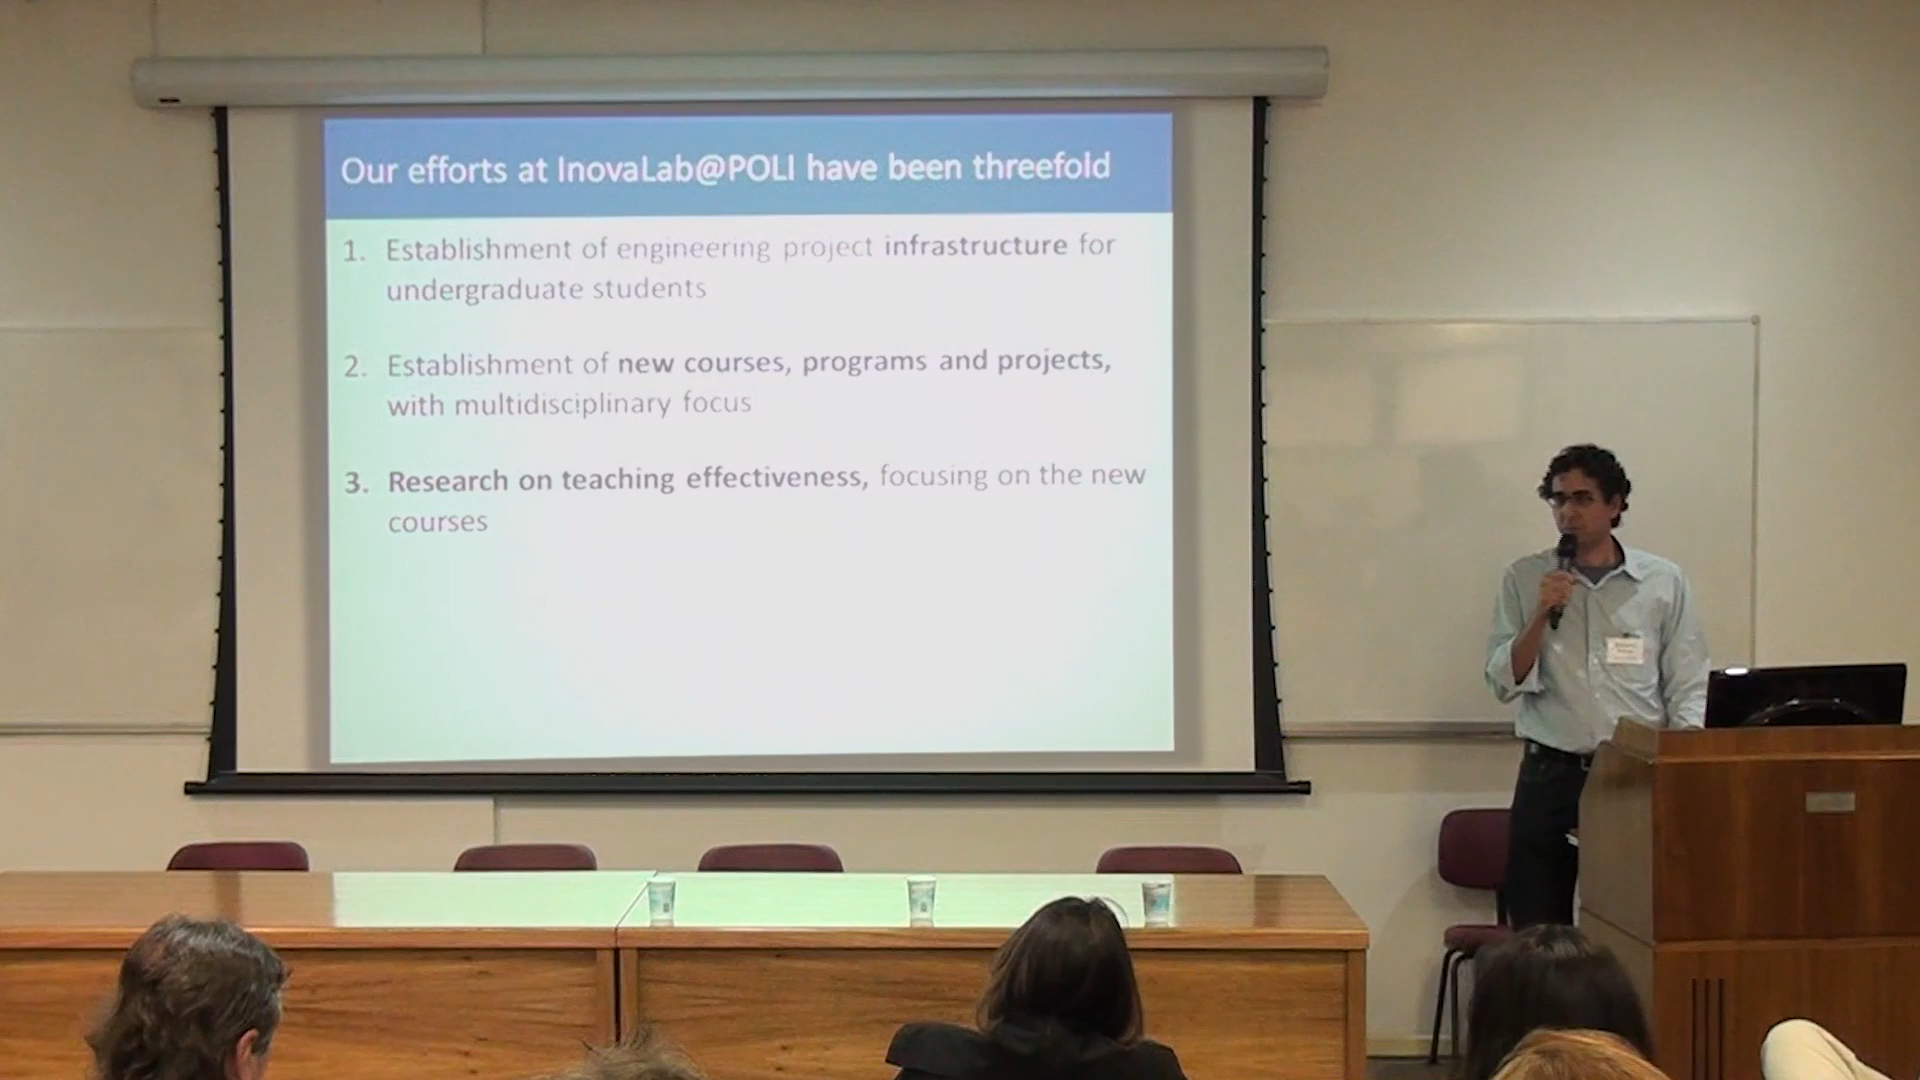 Our efforts at InovaLab@POLI have been threefold
1. Establishment of engineering project infrastructure for
undergraduate students
2. Establishment of new courses, programs and projects,
with multidisciplinary focus
3. Research on teaching effectiveness, focusing on the new
courses